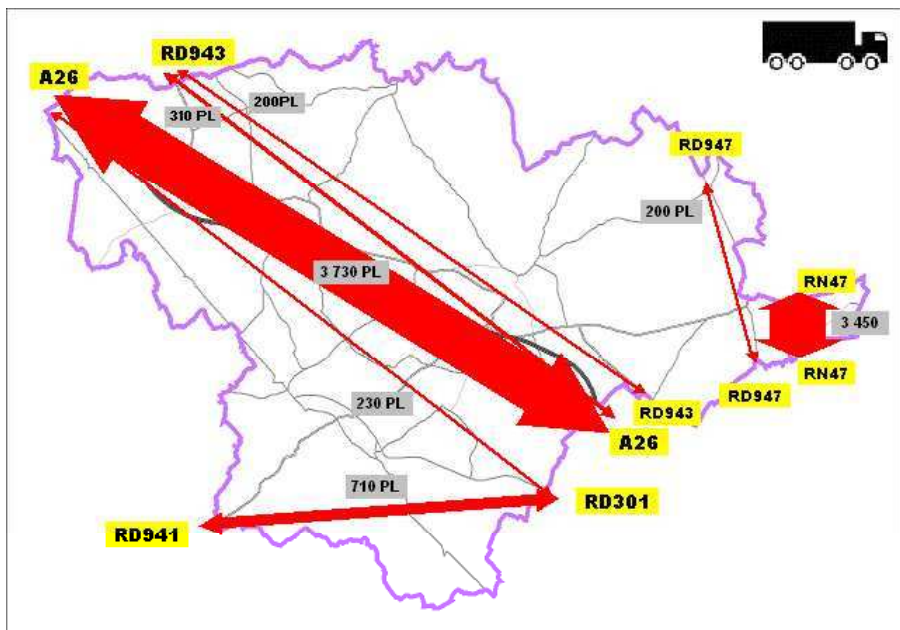 RD943
A26
200PL
310 PL
RD947
200 PL
3 730 PL
RN47
3 450
RN47
RD947
230 PL
RD943
A26
710 PL
RD301
RD941